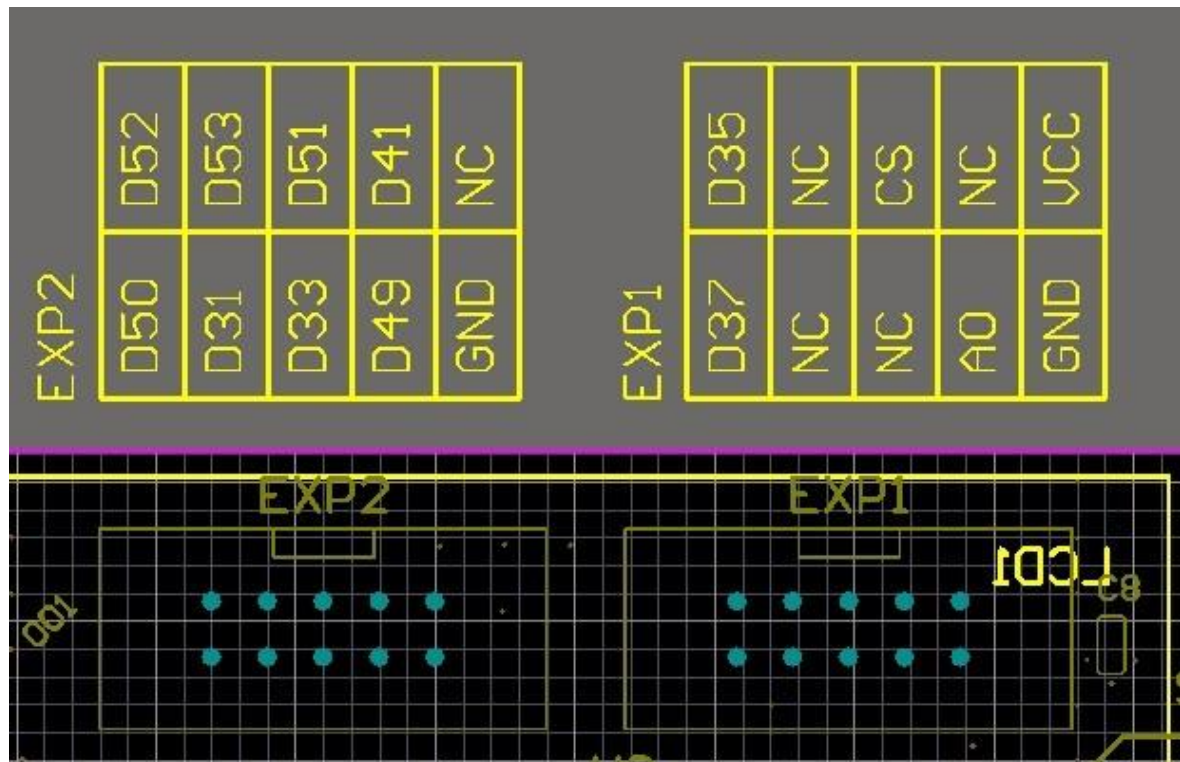 EXP2
D52 D53 D51 D41 NC
D50 D31 D33 D49 GND
EXP1
D35 NC CS NC VCC
D37 NC NC A0 GND
EXP2
EXP1
LCD1
C8
001